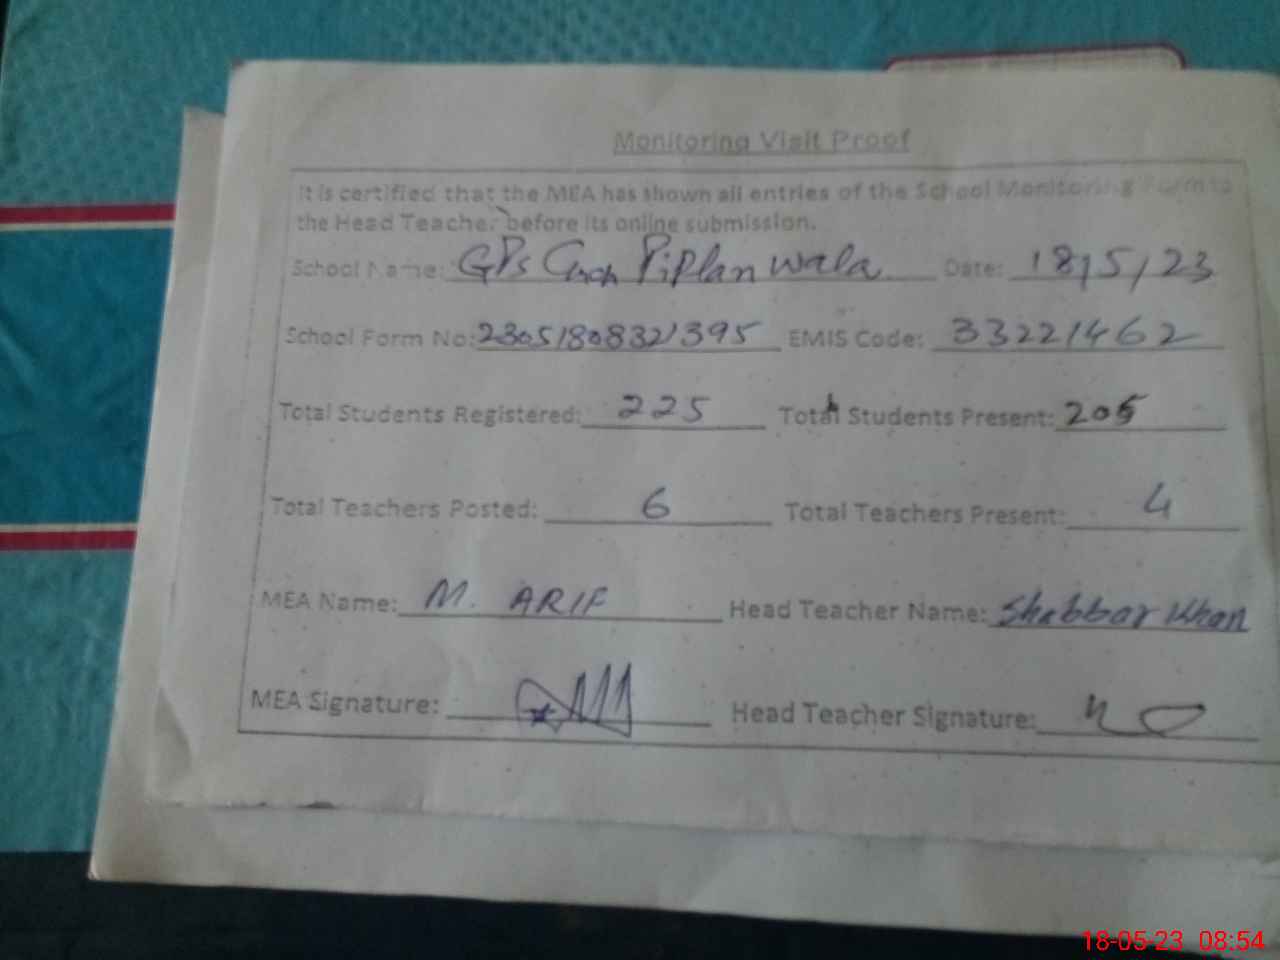 Monitoring Visit Proof
It is certified that the MEA has shown all entries of the School Monitoring Form to
the Head Teacher before its online submission.
School Name: GPs Piplan wala Date: 18/5/23
School Form No: 23051808321395 EMIS Code: 33221462
Total Students Registered: 225 Total Students Present: 205
Total Teachers Posted: 6 Total Teachers Present: 4
MEA Name: M. ARIF Head Teacher Name: Shabbar Khan
MEA Signature: Head Teacher Signature:
18-05-23 08:54